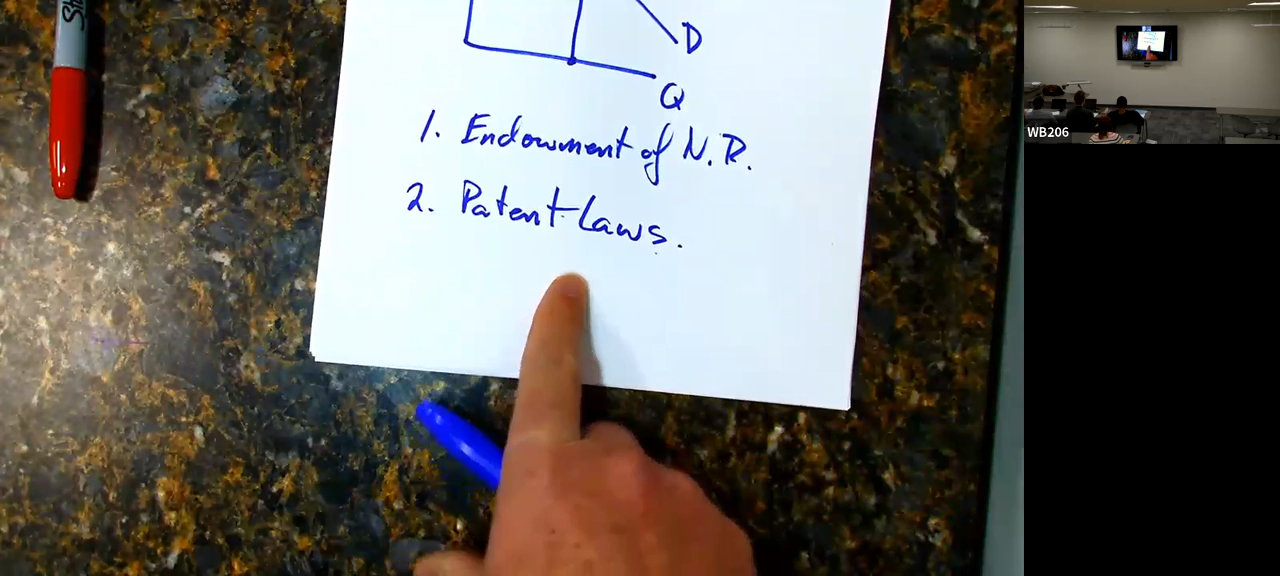 D
Q
1. Endowment of N.R.
2. Patent Laws.
WB206